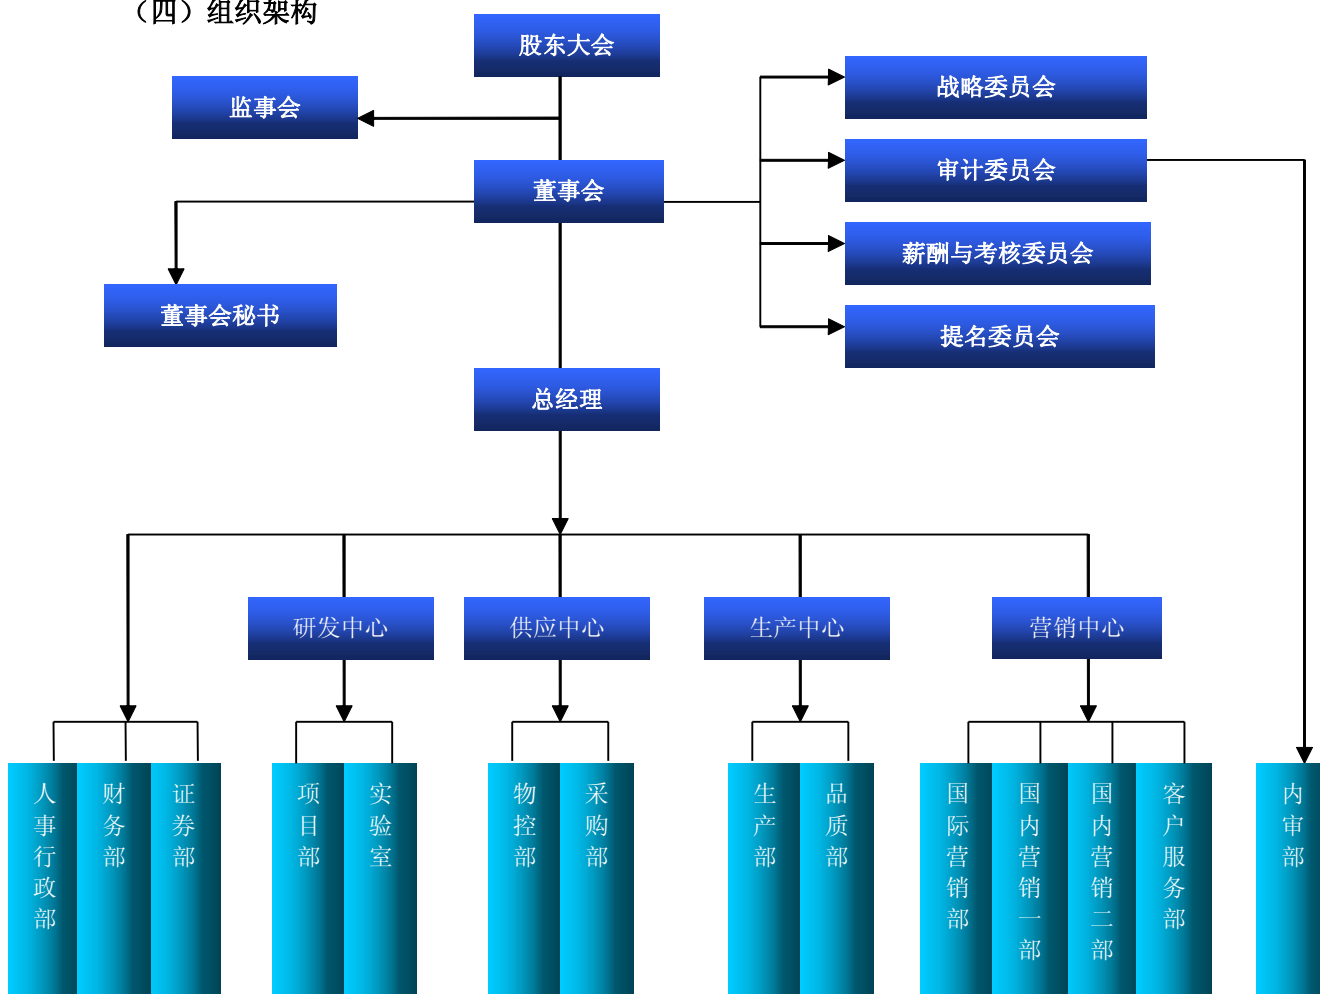 （四）组织架构
股东大会
监事会
战略委员会
审计委员会
董事会
薪酬与考核委员会
董事会秘书
提名委员会
总经理
研发中心
供应中心
生产中心
营销中心
人事行政部
财务部
证券部
项目部
实验室
物控部
采购部
生产部
品质部
国际营销部
国内营销一部
国内营销二部
客户服务部
内审部